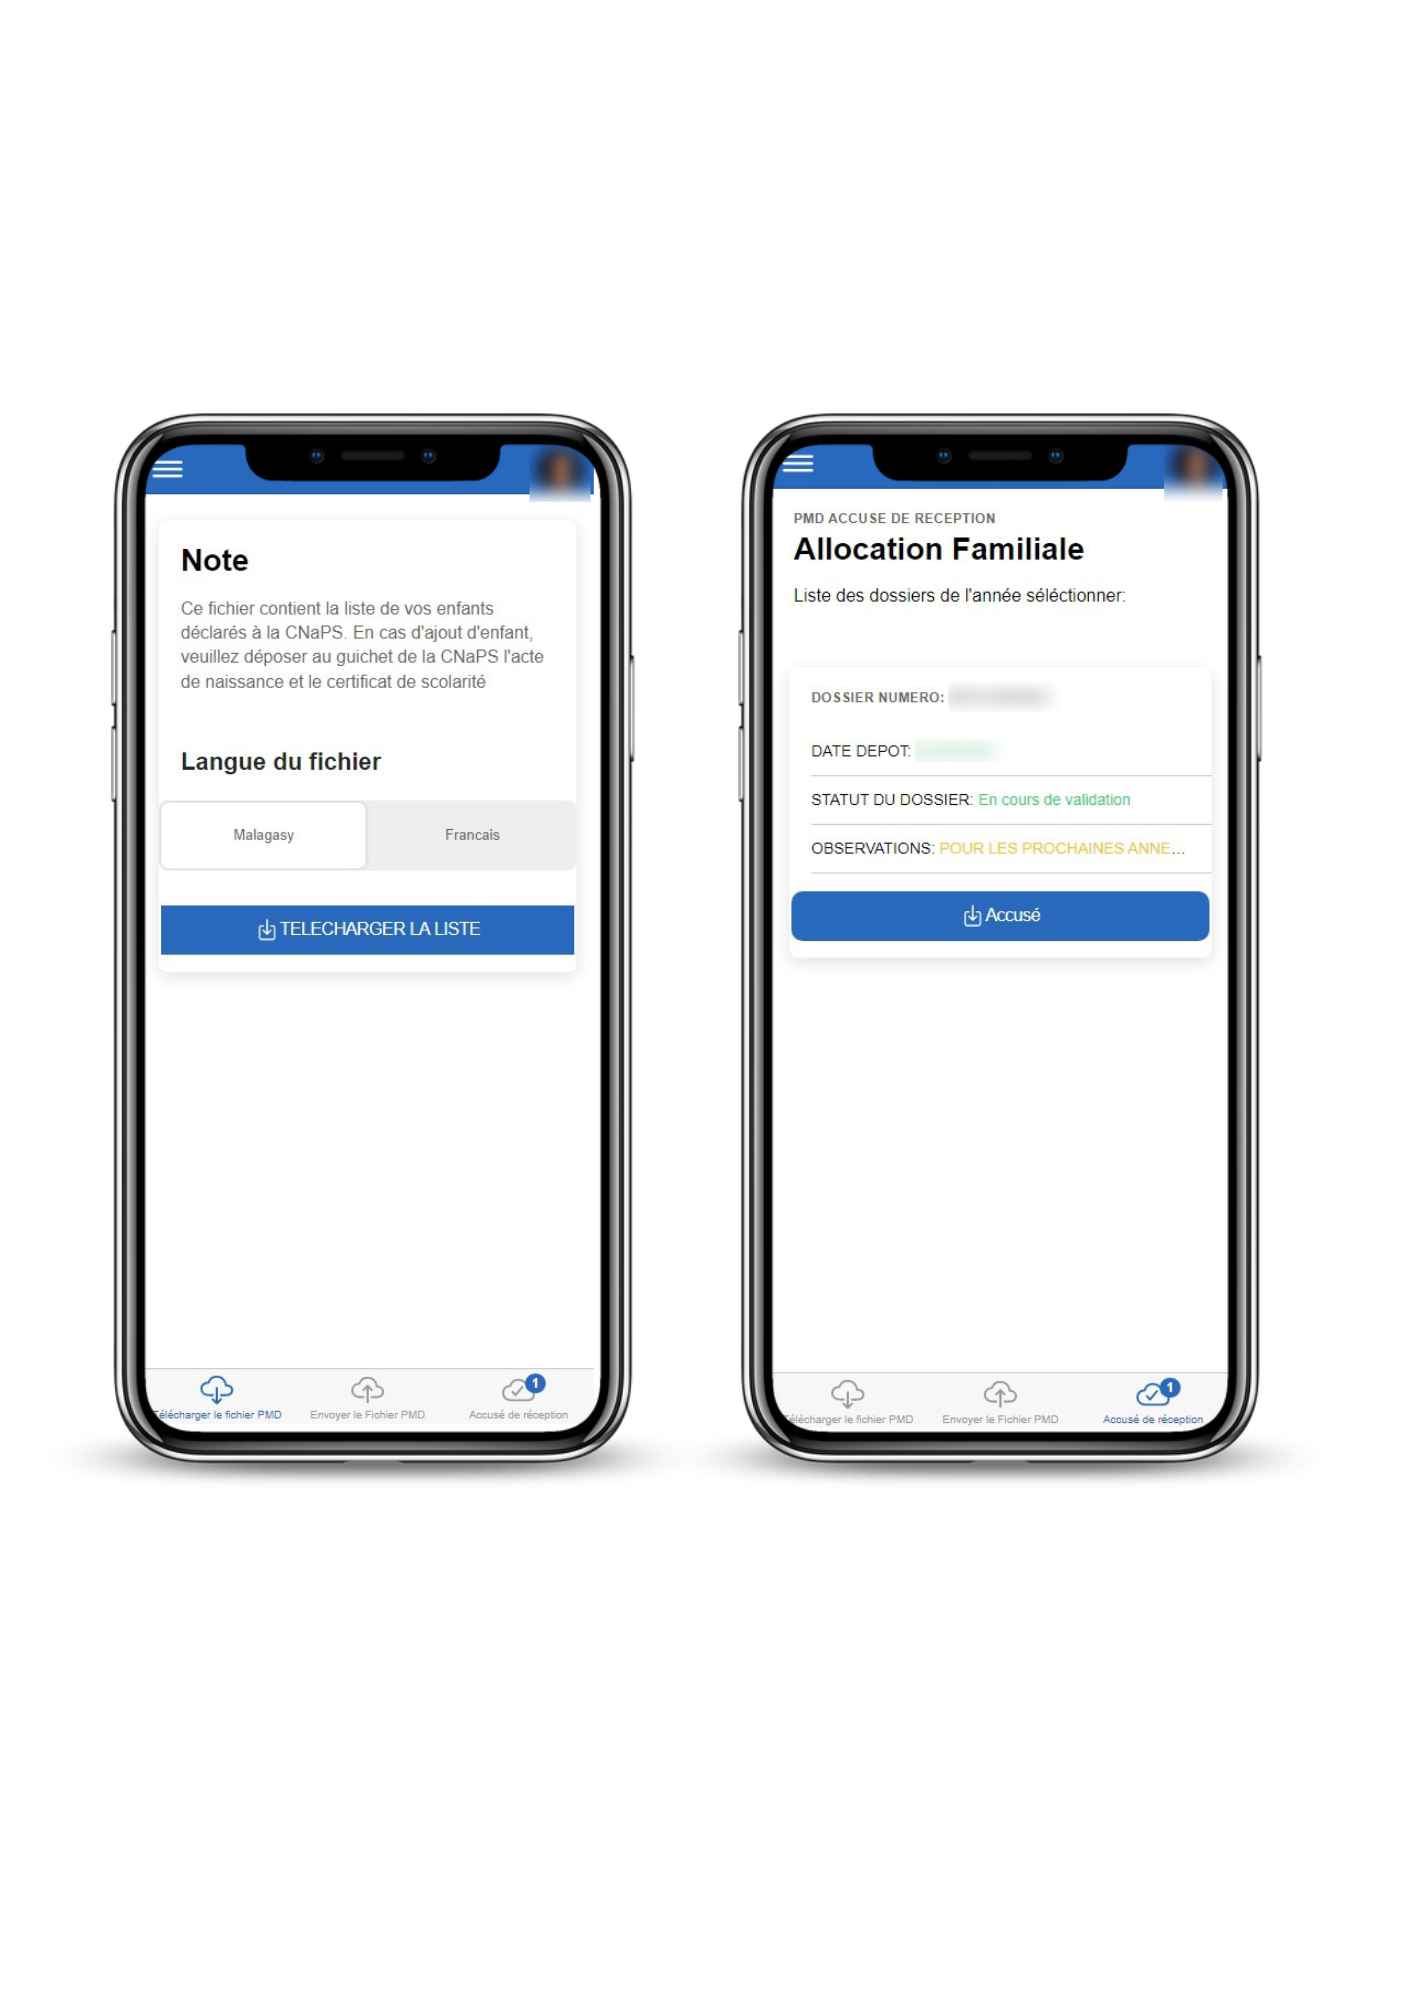 Note
Ce fichier contient la liste de vos enfants
déclarés à la CNaPS. En cas d'ajout d'enfant,
veuillez déposer au guichet de la CNaPS l'acte
de naissance et le certificat de scolarité
Langue du fichier
Malagasy
Francais
TELECHARGER LA LISTE
1
Télécharger le fichier PMD
Envoyer le Fichier PMD
Accusé de réception
PMD ACCUSE DE RECEPTION
Allocation Familiale
Liste des dossiers de l'année séléctionner:
DOSSIER NUMERO:
DATE DEPOT:
STATUT DU DOSSIER: En cours de validation
OBSERVATIONS: POUR LES PROCHAINES ANNE...
Accusé
1
élécharger le fichier PMD
Envoyer le Fichier PMD
Accusé de réception